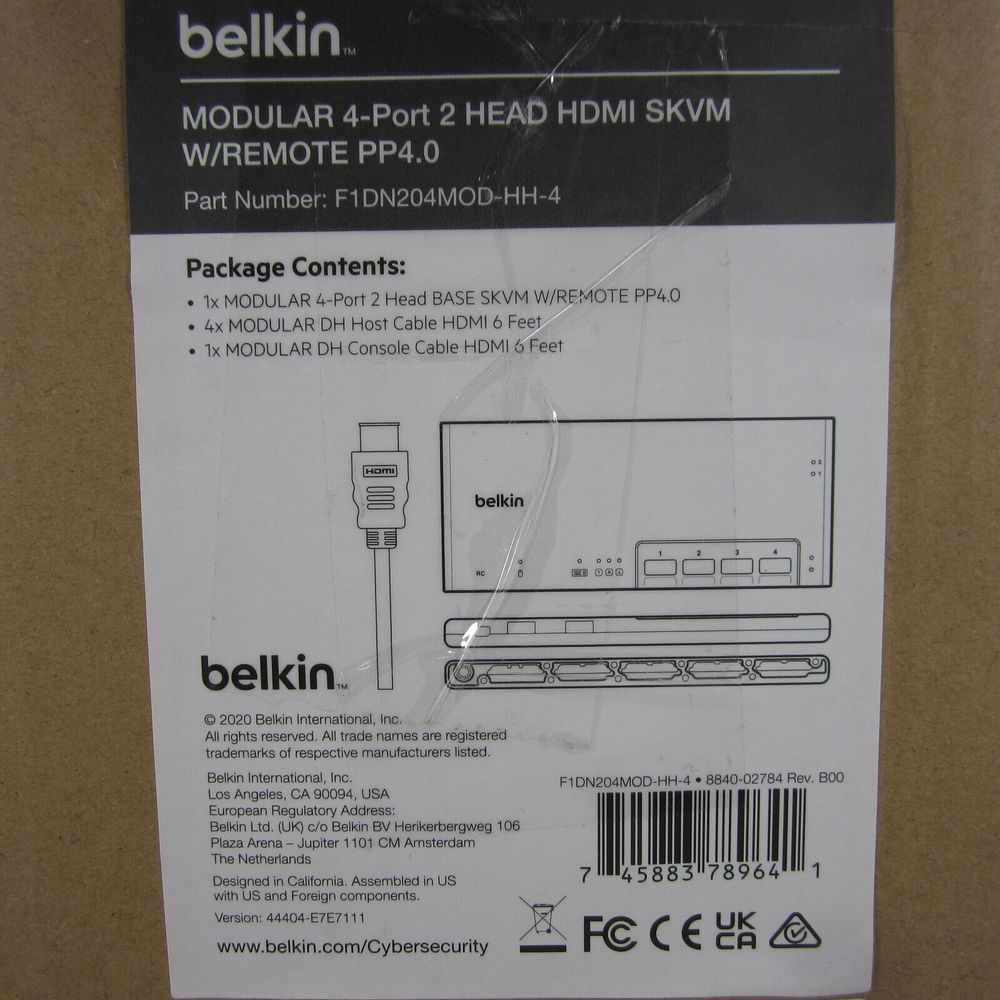 belkin™
MODULAR 4-Port 2 HEAD HDMI SKVM
W/REMOTE PP4.0
Part Number: F1DN204MOD-HH-4
Package Contents:
• 1x MODULAR 4-Port 2 Head BASE SKVM W/REMOTE PP4.0
• 4x MODULAR DH Host Cable HDMI 6 Feet
• 1x MODULAR DH Console Cable HDMI 6 Feet
HDMI
belkin
2
1
1 2 3 4
RC
belkin™
© 2020 Belkin International, Inc.
All rights reserved. All trade names are registered
trademarks of respective manufacturers listed.
Belkin International, Inc.
Los Angeles, CA 90094, USA
European Regulatory Address:
Belkin Ltd. (UK) c/o Belkin BV Herikerbergweg 106
Plaza Arena – Jupiter 1101 CM Amsterdam
The Netherlands
Designed in California. Assembled in US
with US and Foreign components.
Version: 44404-E7E7111
www.belkin.com/Cybersecurity
F1DN204MOD-HH-4 • 8840-02784 Rev. B00
7 45883 78964 1
FC CE UK
CA